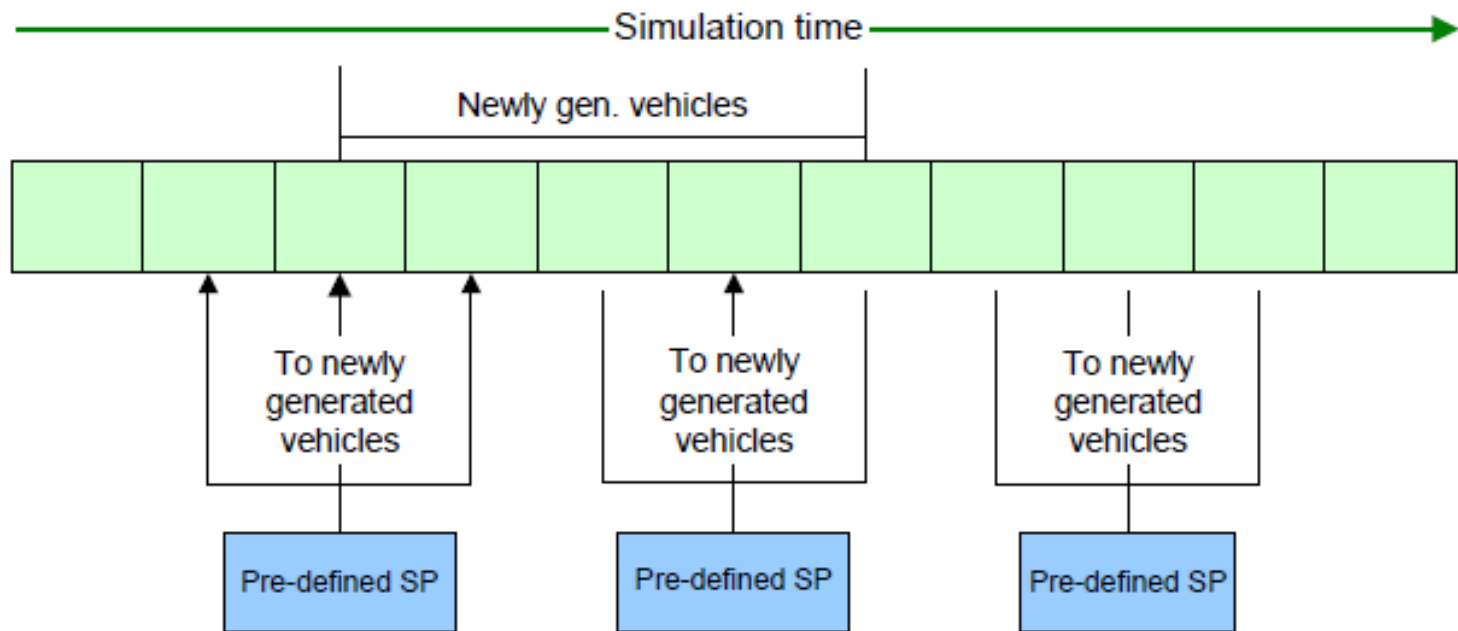 Simulation time
Newly gen. vehicles
To newly
generated
vehicles
To newly
generated
vehicles
To newly
generated
vehicles
Pre-defined SP
Pre-defined SP
Pre-defined SP